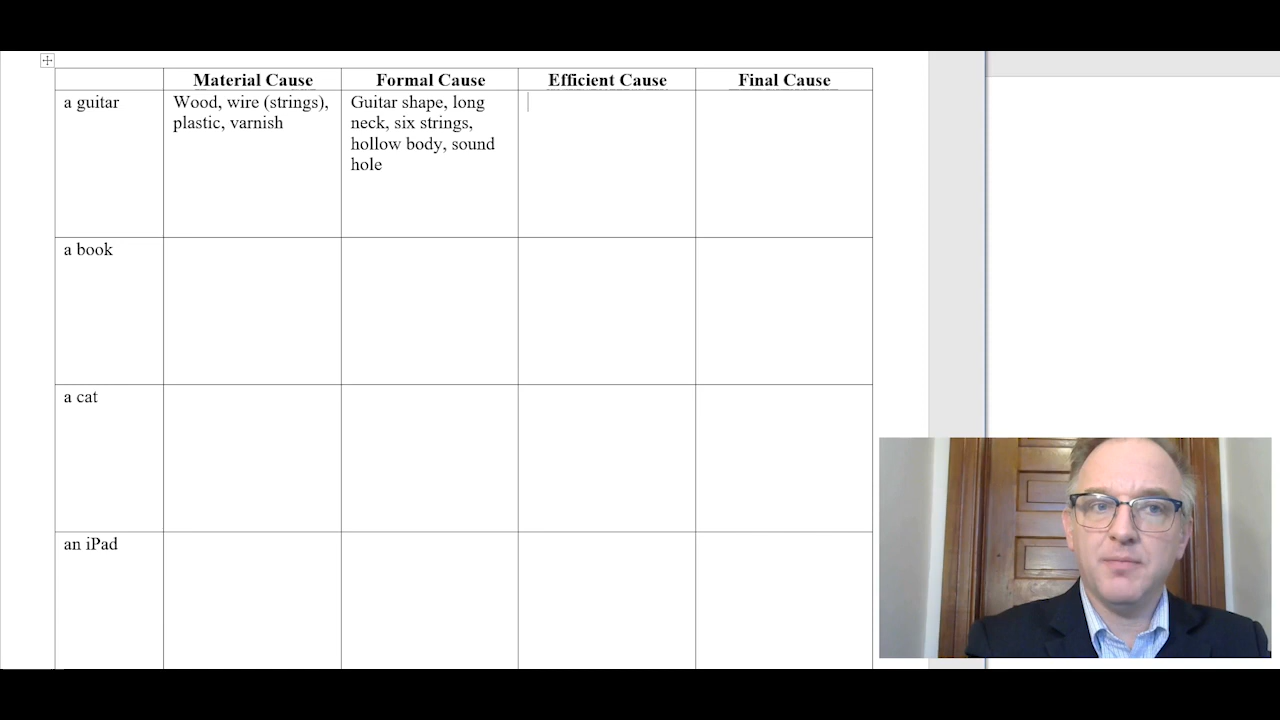 Material Cause Formal Cause Efficient Cause Final Cause
a guitar
Wood, wire (strings),
plastic, varnish
Guitar shape, long
neck, six strings,
hollow body, sound
hole
a book
a cat
an iPad